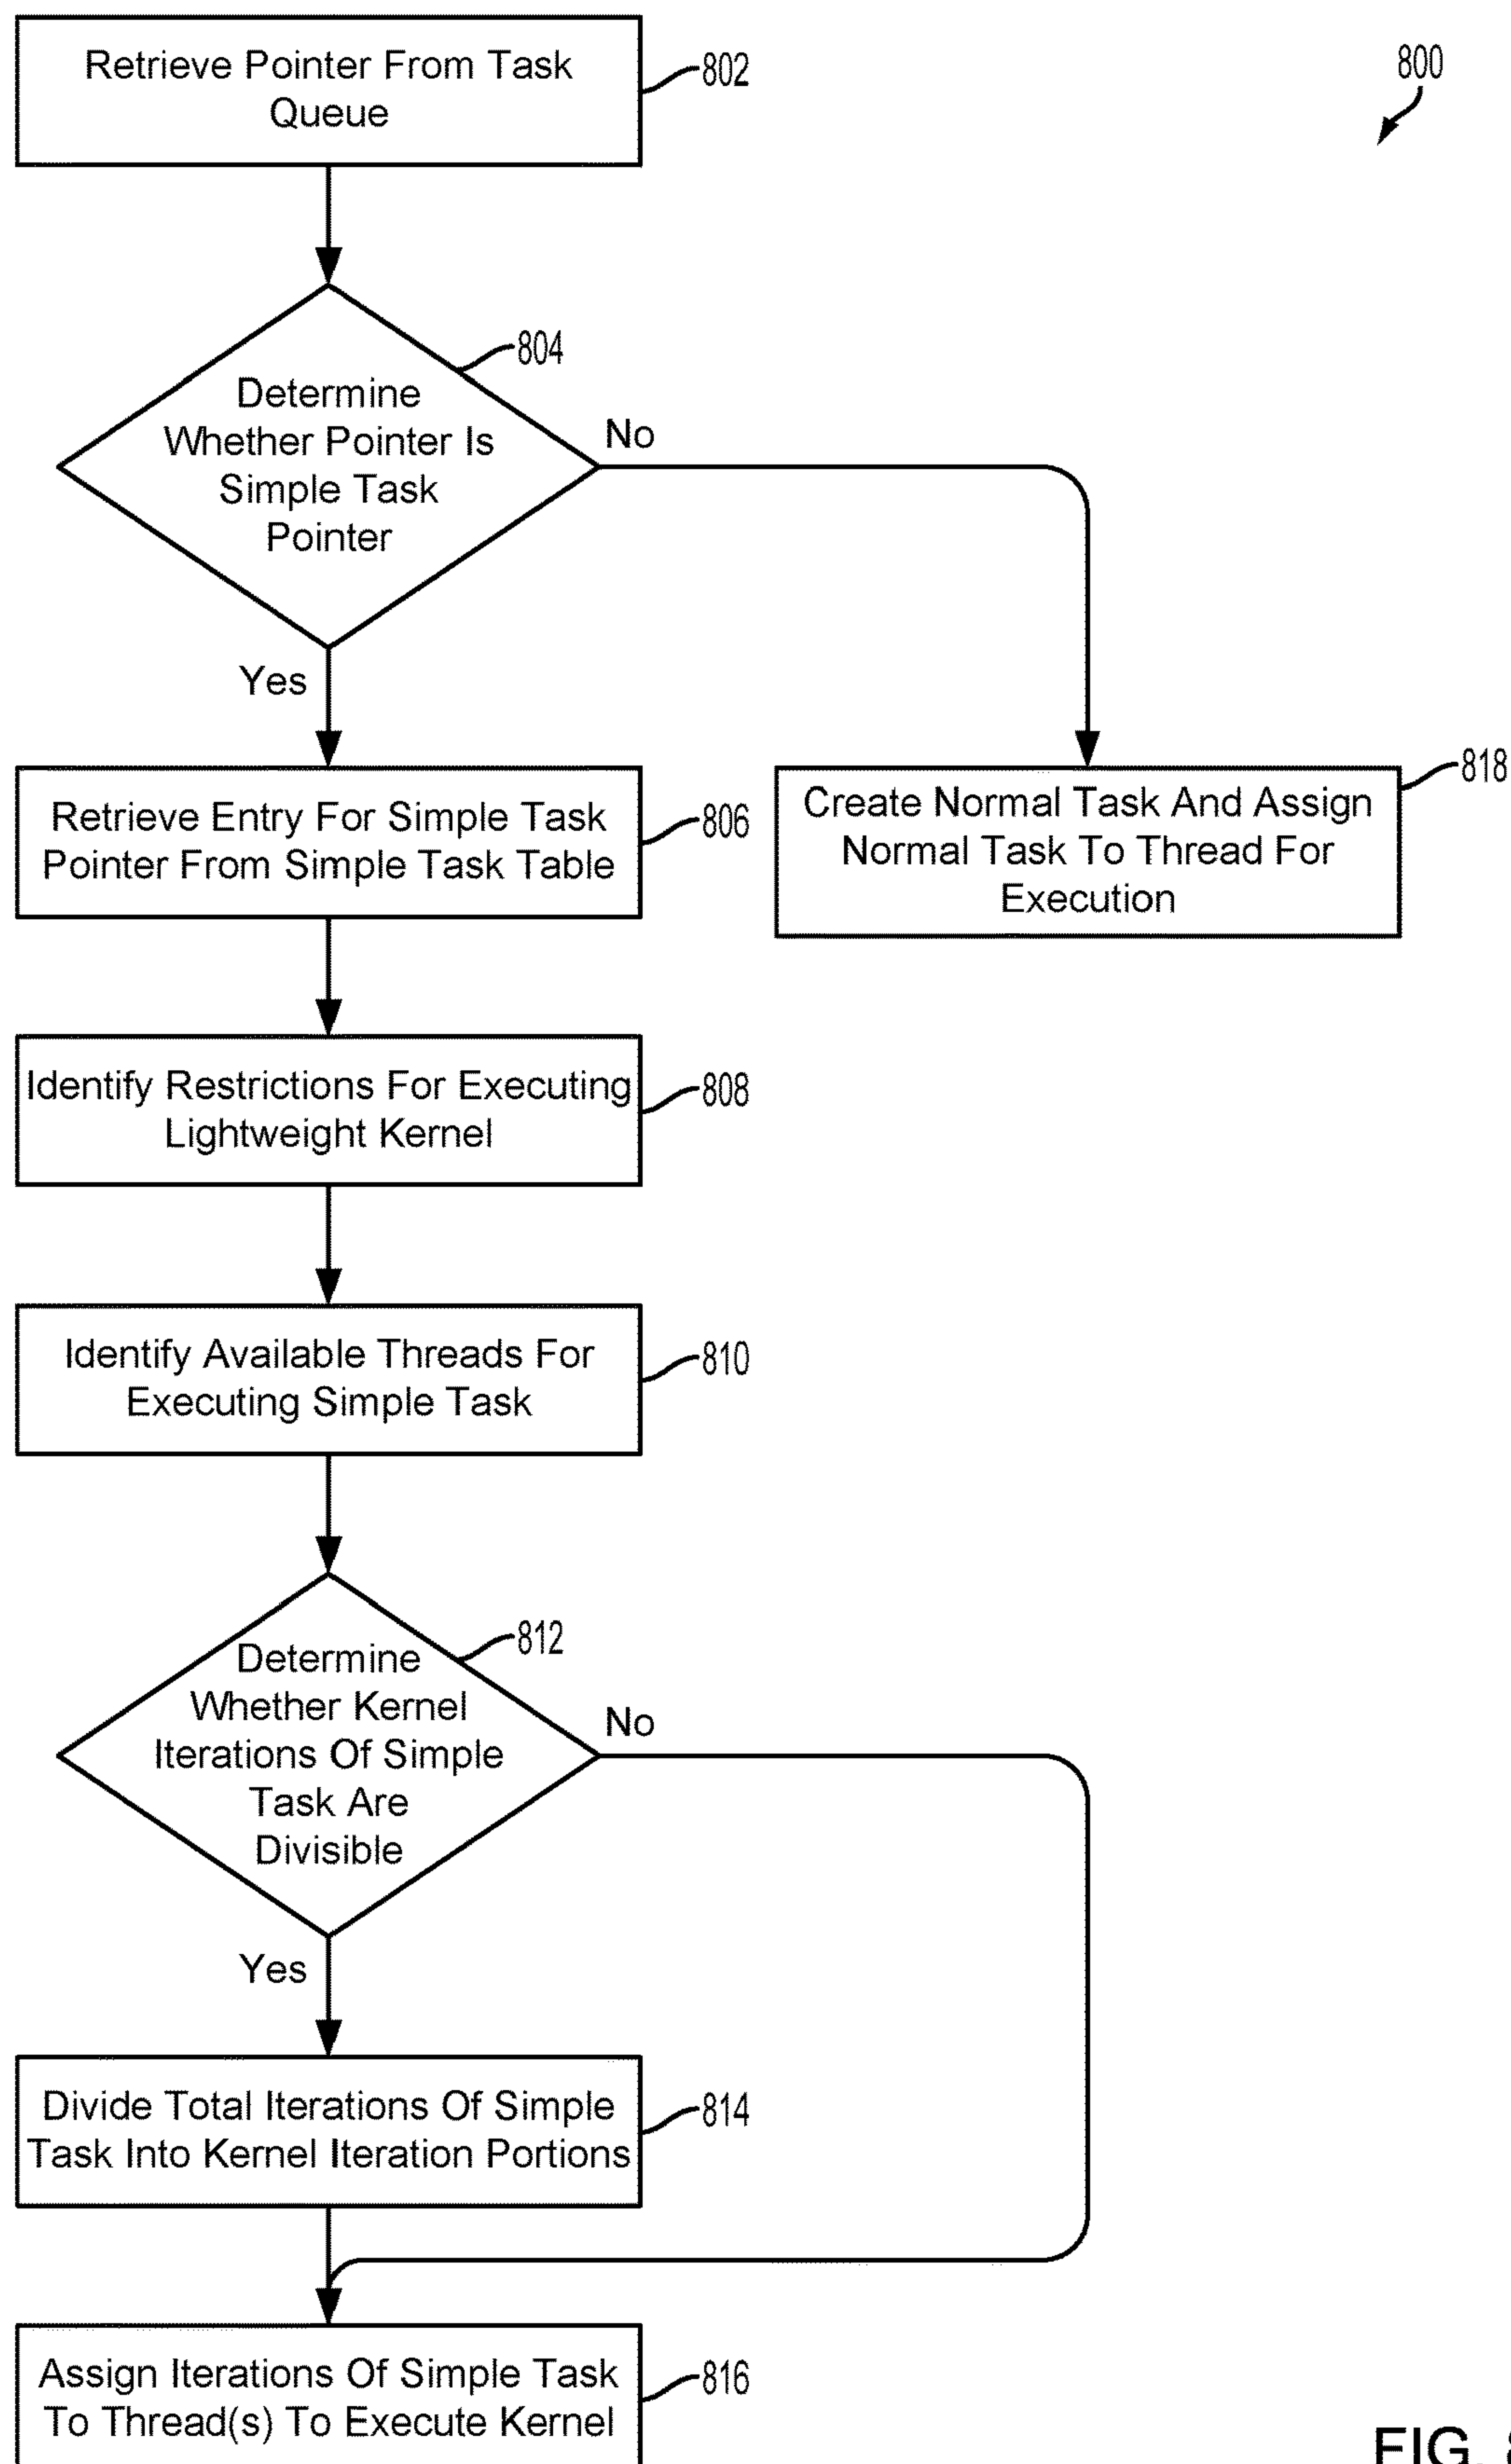 Retrieve Pointer From Task
Queue
802
800
804
Determine
Whether Pointer Is
Simple Task
Pointer
No
Yes
Retrieve Entry For Simple Task
Pointer From Simple Task Table
806
Create Normal Task And Assign
Normal Task To Thread For
Execution
818
Identify Restrictions For Executing
Lightweight Kernel
808
Identify Available Threads For
Executing Simple Task
810
812
Determine
Whether Kernel
Iterations Of Simple
Task Are
Divisible
No
Yes
Divide Total Iterations Of Simple
Task Into Kernel Iteration Portions
814
Assign Iterations Of Simple Task
To Thread(s) To Execute Kernel
816
FIG.